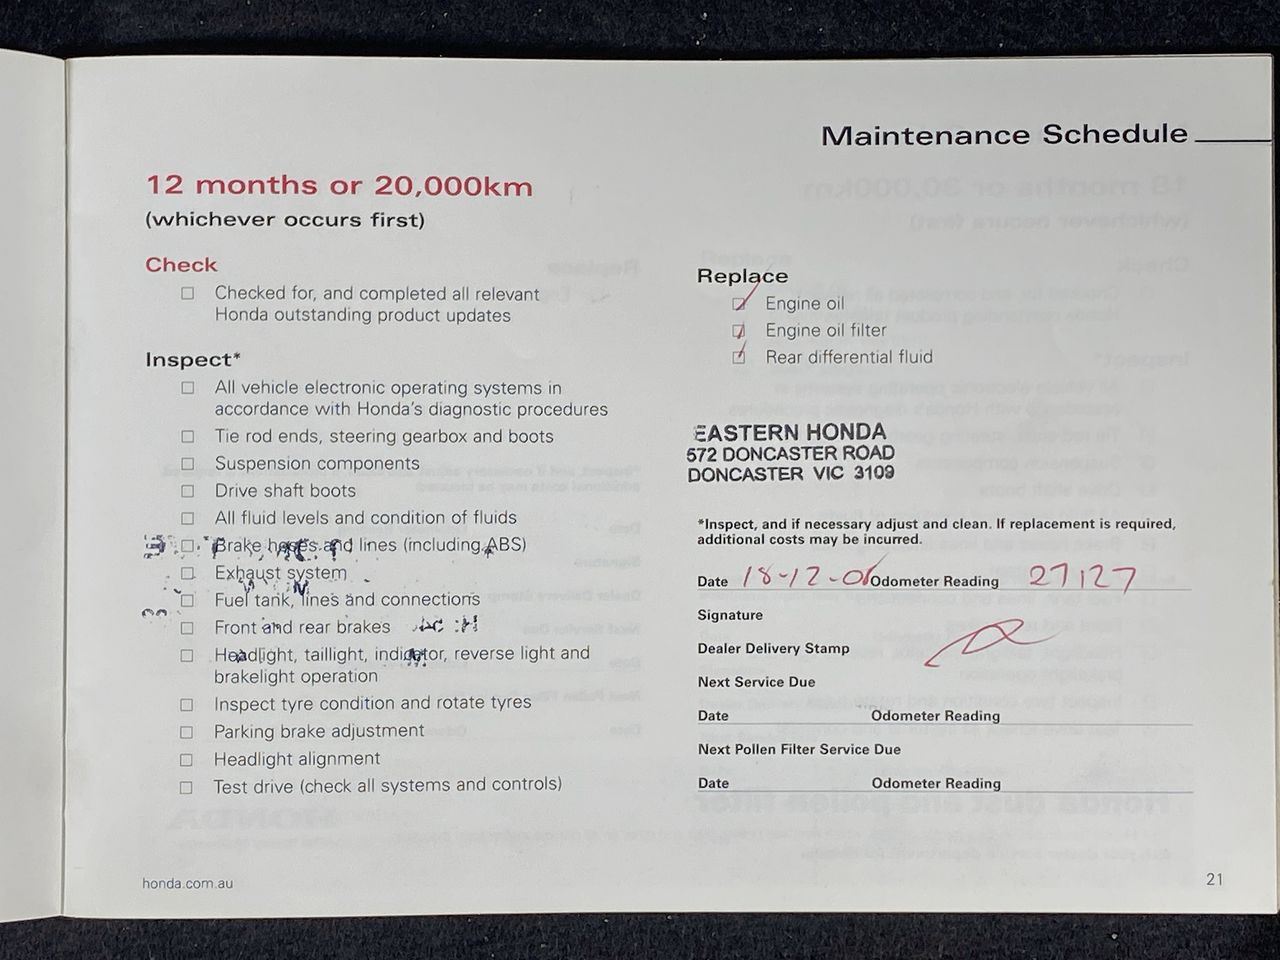 Maintenance Schedule
12 months or 20,000km
(whichever occurs first)
Check
Checked for, and completed all relevant
Honda outstanding product updates
Inspect*
All vehicle electronic operating systems in
accordance with Honda's diagnostic procedures
Tie rod ends, steering gearbox and boots
Suspension components
Drive shaft boots
All fluid levels and condition of fluids
Brake hoses and lines (including ABS)
Exhaust system
Fuel tank, lines and connections
Front and rear brakes
Headlight, taillight, indicator, reverse light and
brakelight operation
Inspect tyre condition and rotate tyres
Parking brake adjustment
Headlight alignment
Test drive (check all systems and controls)
Replace
Engine oil
Engine oil filter
Rear differential fluid
EASTERN HONDA
572 DONCASTER ROAD
DONCASTER VIC 3109
*Inspect, and if necessary adjust and clean. If replacement is required,
additional costs may be incurred.
Date 18-12-06 Odometer Reading 27127
Signature
Dealer Delivery Stamp
Next Service Due
Date Odometer Reading
Next Pollen Filter Service Due
Date Odometer Reading
honda.com.au
21